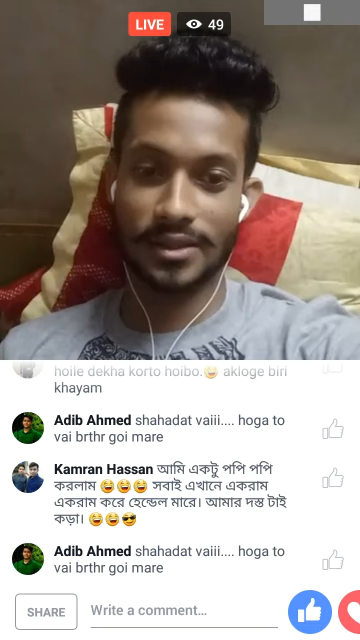 LIVE 49
hoile dekha korto hoibo.😅 akloge biri
khayam
Adib Ahmed shahadat vaiii.... hoga to
vai brthr goi mare
Kamran Hassan আমি একটু পপি পপি
করলাম 😂😂😂 সবাই এখানে একরাম
একরাম করে হেন্ডেল মারে। আমার দস্ত টাই
কড়া। 😂😂😎
Adib Ahmed shahadat vaiii.... hoga to
vai brthr goi mare
SHARE Write a comment...